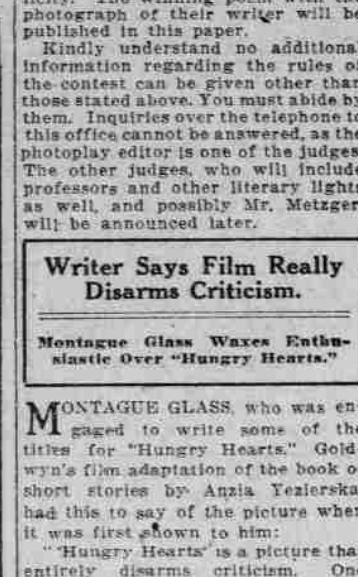 photograph of their writer will be
published in this paper.
Kindly understand no additiona
information regarding the rules o
the contest can be given other than
those stated above. You must abide by
them. Inquiries over the telephone to
this office cannot be answered, as the
photoplay editor is one of the judges
The other judges, who will include
professors and other literary lights
as well, and possibly Mr. Metzger
will be announced later.
Writer Says Film Really
Disarms Criticism.
Montague Glass Waxes Enthu-
siastic Over "Hungry Hearts."
MONTAGUE GLASS, who was en-
gaged to write some of the
titles for "Hungry Hearts." Gold
wyn's film adaptation of the book o
short stories by Anzia Yezierska
had this to say of the picture when
it was first shown to him:
"'Hungry Hearts' is a picture tha
entirely disarms criticism. One